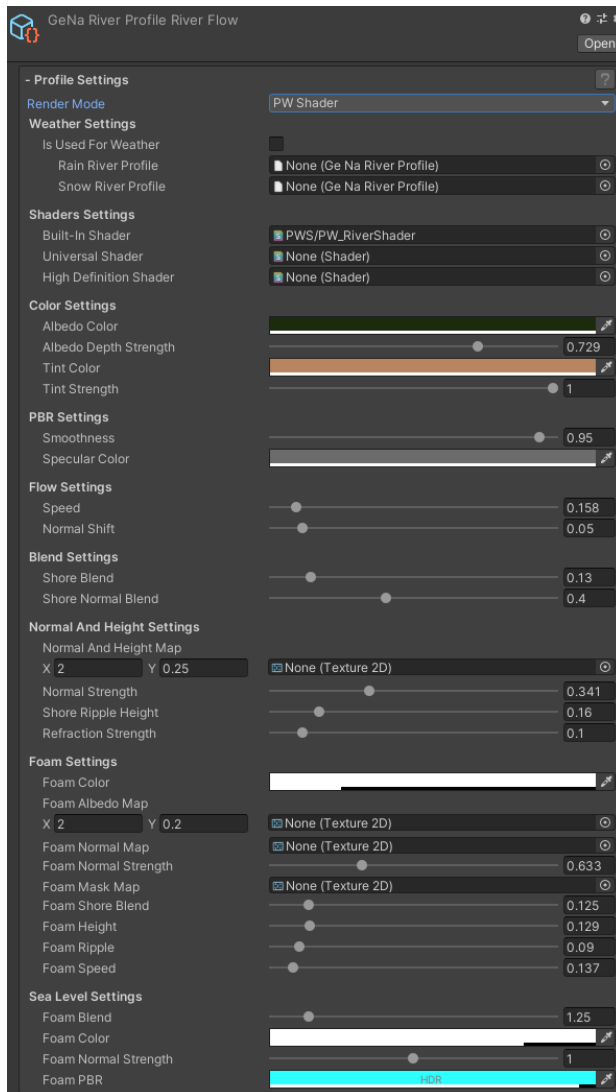 GeNa River Profile River Flow
Open
- Profile Settings
?
Render Mode PW Shader
Weather Settings
Is Used For Weather
Rain River Profile None (Ge Na River Profile)
Snow River Profile None (Ge Na River Profile)
Shaders Settings
Built-In Shader PWS/PW_RiverShader
Universal Shader None (Shader)
High Definition Shader None (Shader)
Color Settings
Albedo Color
Albedo Depth Strength 0.729
Tint Color
Tint Strength 1
PBR Settings
Smoothness 0.95
Specular Color
Flow Settings
Speed 0.158
Normal Shift 0.05
Blend Settings
Shore Blend 0.13
Shore Normal Blend 0.4
Normal And Height Settings
Normal And Height Map
X 2 Y 0.25 None (Texture 2D)
Normal Strength 0.341
Shore Ripple Height 0.16
Refraction Strength 0.1
Foam Settings
Foam Color
Foam Albedo Map
X 2 Y 0.2 None (Texture 2D)
Foam Normal Map None (Texture 2D)
Foam Normal Strength 0.633
Foam Mask Map None (Texture 2D)
Foam Shore Blend 0.125
Foam Height 0.129
Foam Ripple 0.09
Foam Speed 0.137
Sea Level Settings
Foam Blend 1.25
Foam Color
Foam Normal Strength 1
Foam PBR HDR